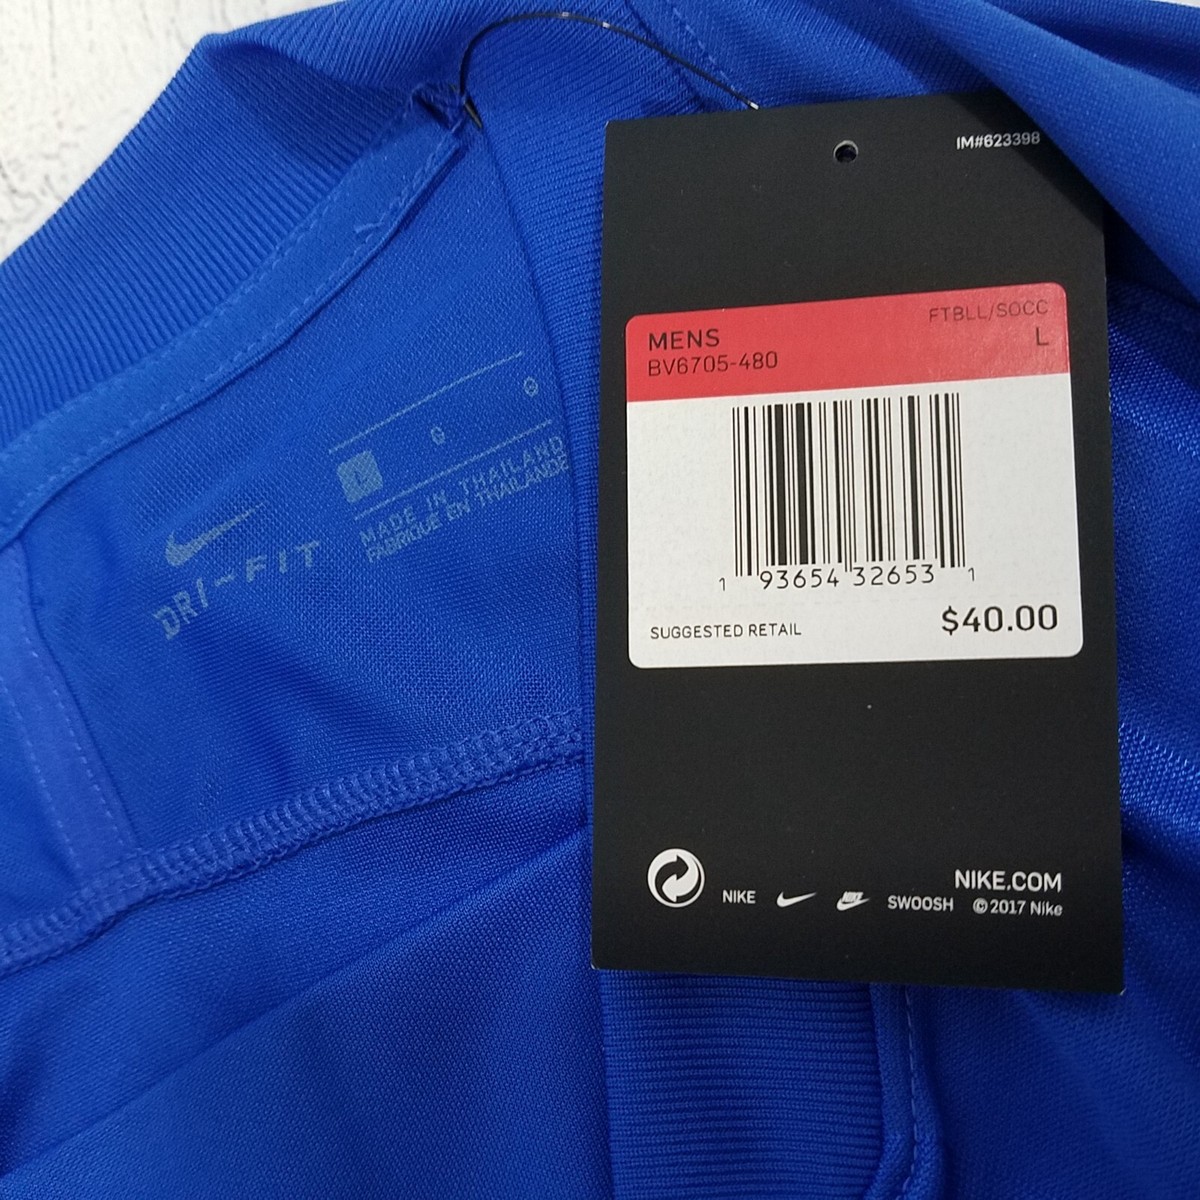 IM#623398
FTBLL/SOCC
MENS L
BV6705-480
1 93654 32653 1
SUGGESTED RETAIL $40.00
NIKE.COM
NIKE SWOOSH ©2017 Nike
L G G
MADE IN THAILAND
FABRIQUÉ EN THAILANDE
DRI-FIT